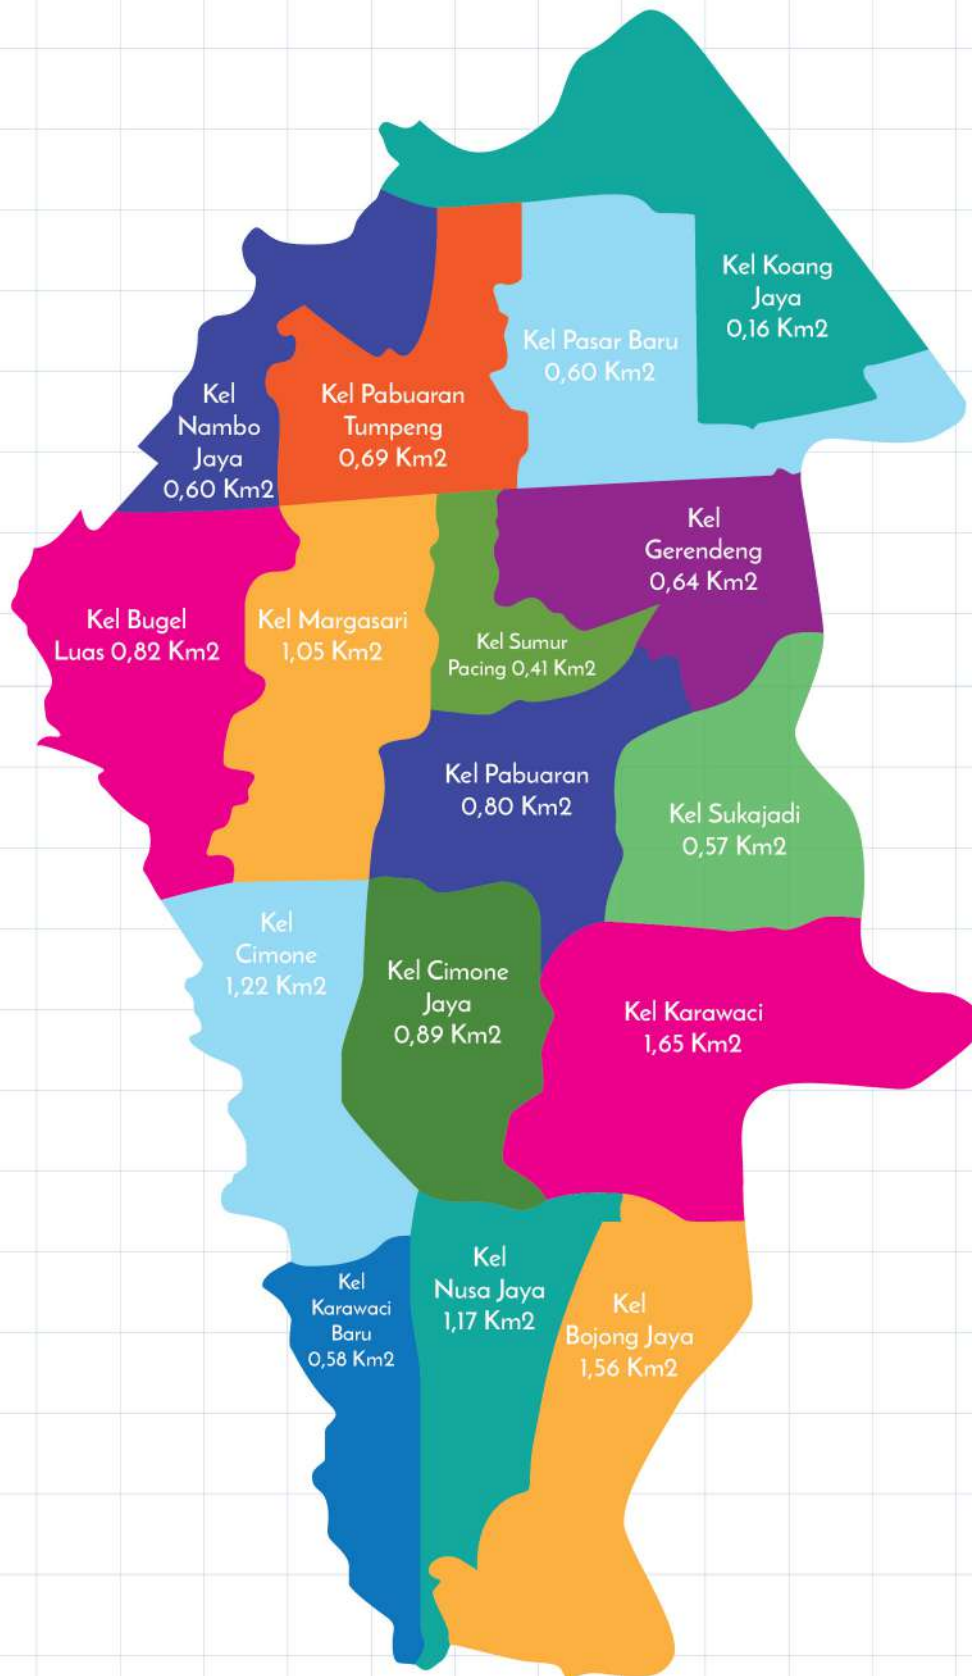 Kel Koang
Jaya
0,16 Km2
Kel Pasar Baru
0,60 Km2
Kel
Nambo
Jaya
0,60 Km2
Kel Pabuaran
Tumpeng
0,69 Km2
Kel
Gerendeng
0,64 Km2
Kel Bugel
Luas 0,82 Km2
Kel Margasari
1,05 Km2
Kel Sumur
Pacing 0,41 Km2
Kel Pabuaran
0,80 Km2
Kel Sukajadi
0,57 Km2
Kel
Cimone
1,22 Km2
Kel Cimone
Jaya
0,89 Km2
Kel Karawaci
1,65 Km2
Kel
Karawaci
Baru
0,58 Km2
Kel
Nusa Jaya
1,17 Km2
Kel
Bojong Jaya
1,56 Km2